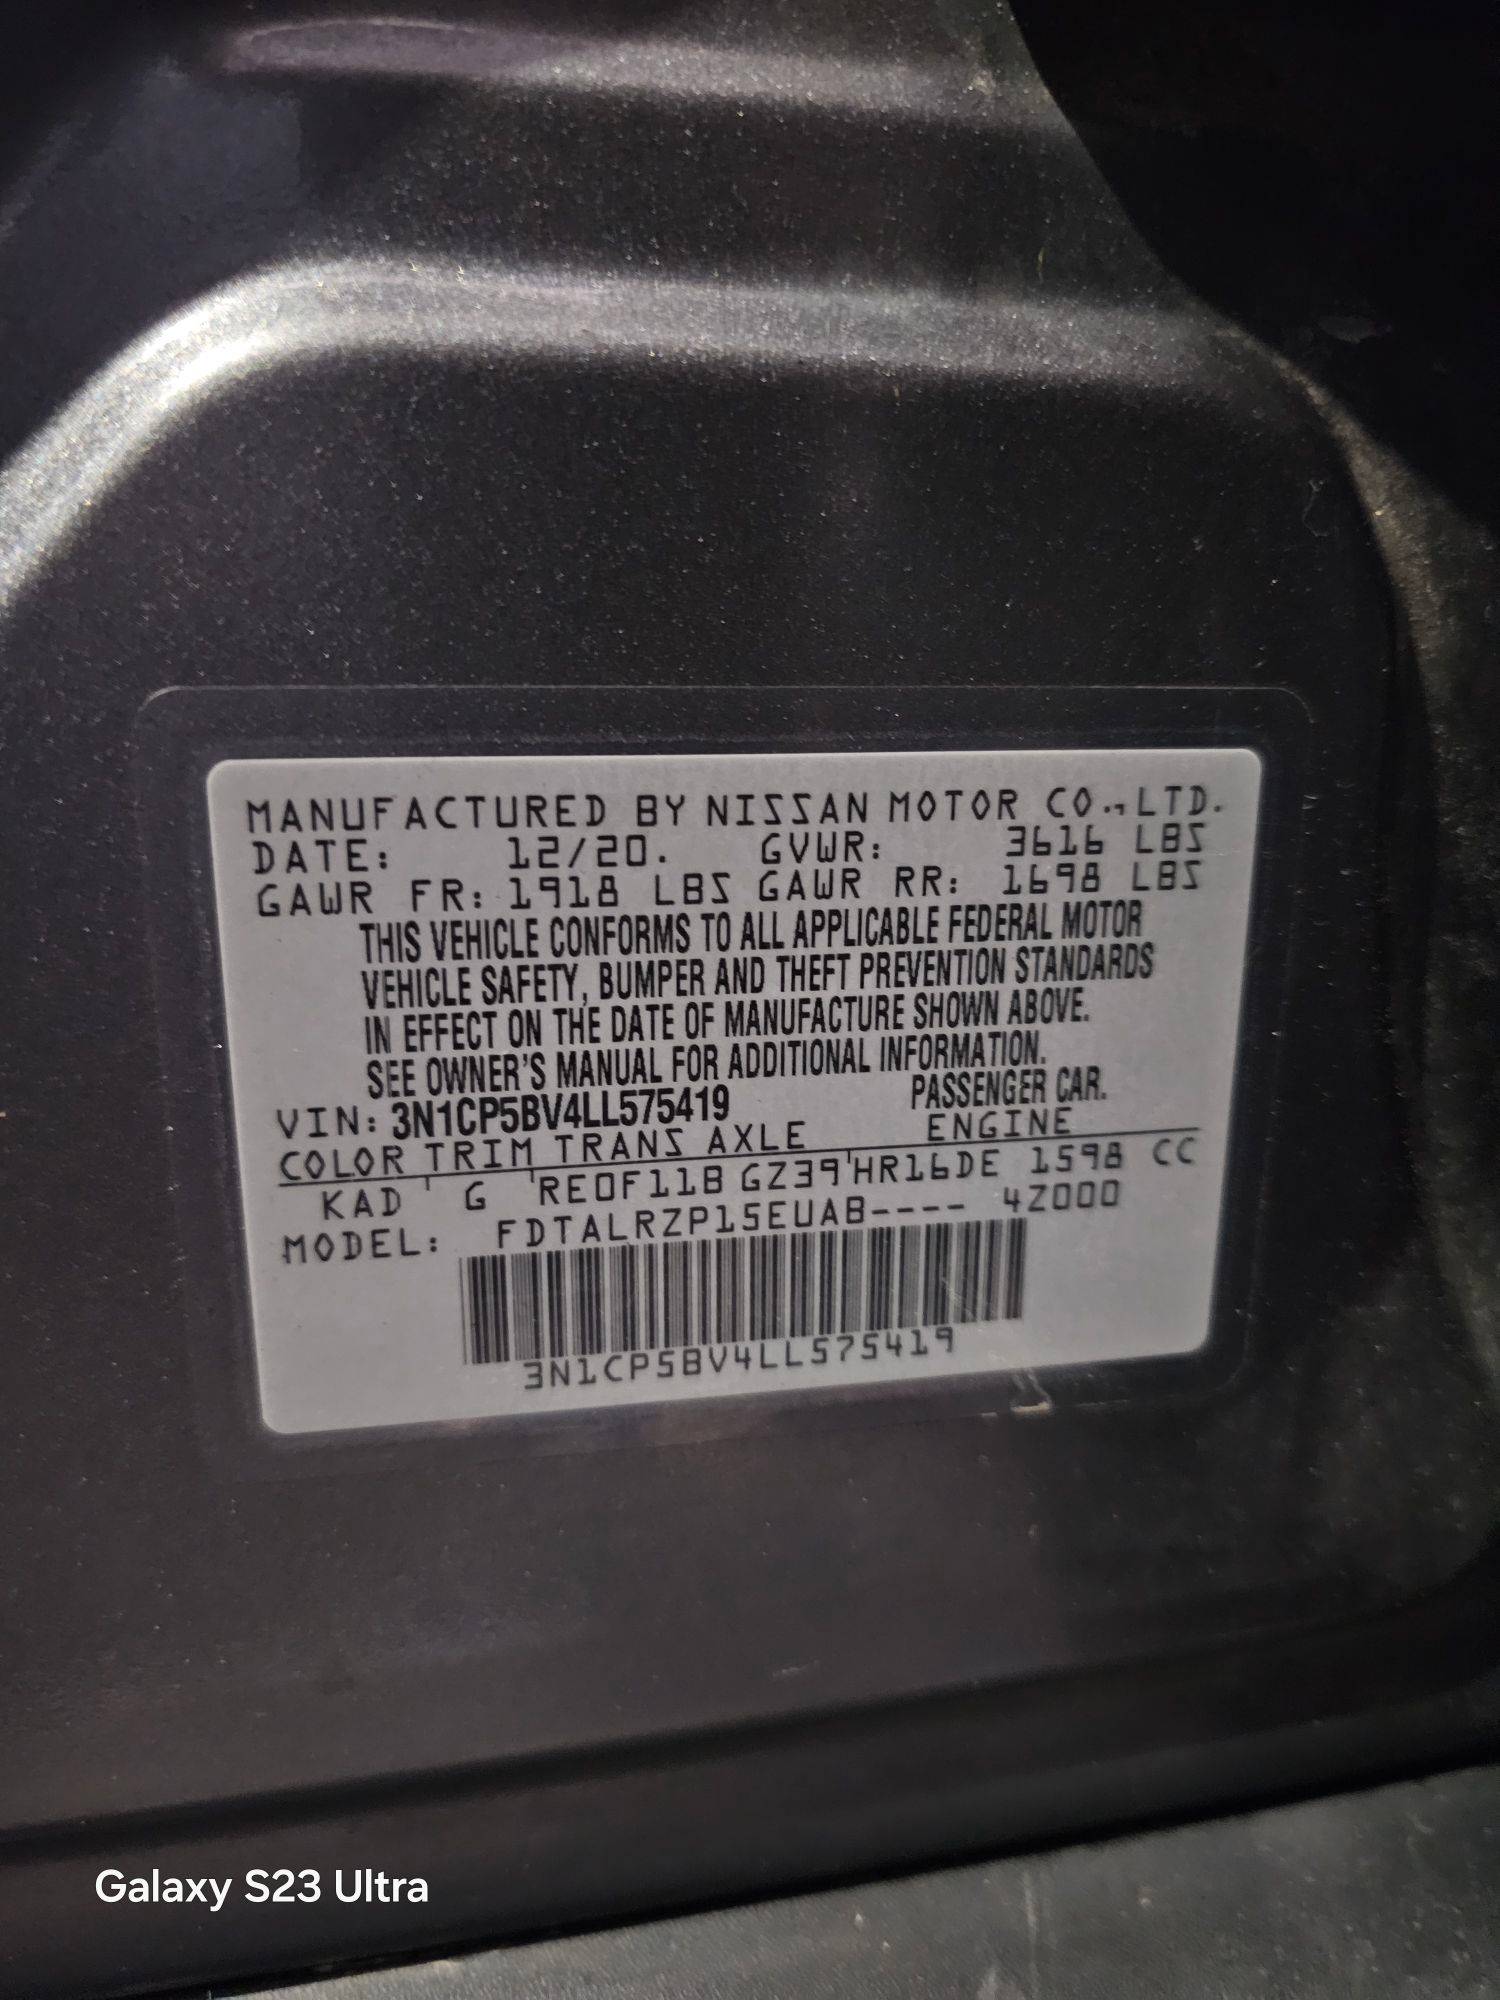 MANUFACTURED BY NISSAN MOTOR CO.,LTD.
DATE: 12/20. GVWR: 3616 LBS
GAWR FR: 1918 LBS GAWR RR: 1698 LBS
THIS VEHICLE CONFORMS TO ALL APPLICABLE FEDERAL MOTOR
VEHICLE SAFETY, BUMPER AND THEFT PREVENTION STANDARDS
IN EFFECT ON THE DATE OF MANUFACTURE SHOWN ABOVE.
SEE OWNER'S MANUAL FOR ADDITIONAL INFORMATION.
VIN: 3N1CP5BV4LL575419 PASSENGER CAR.
COLOR TRIM TRANS AXLE ENGINE
KAD G RE0F11B GZ39 HR16DE 1598 CC
MODEL: FDTALRZP15EUAB---- 4Z000
3N1CP5BV4LL575419
Galaxy S23 Ultra